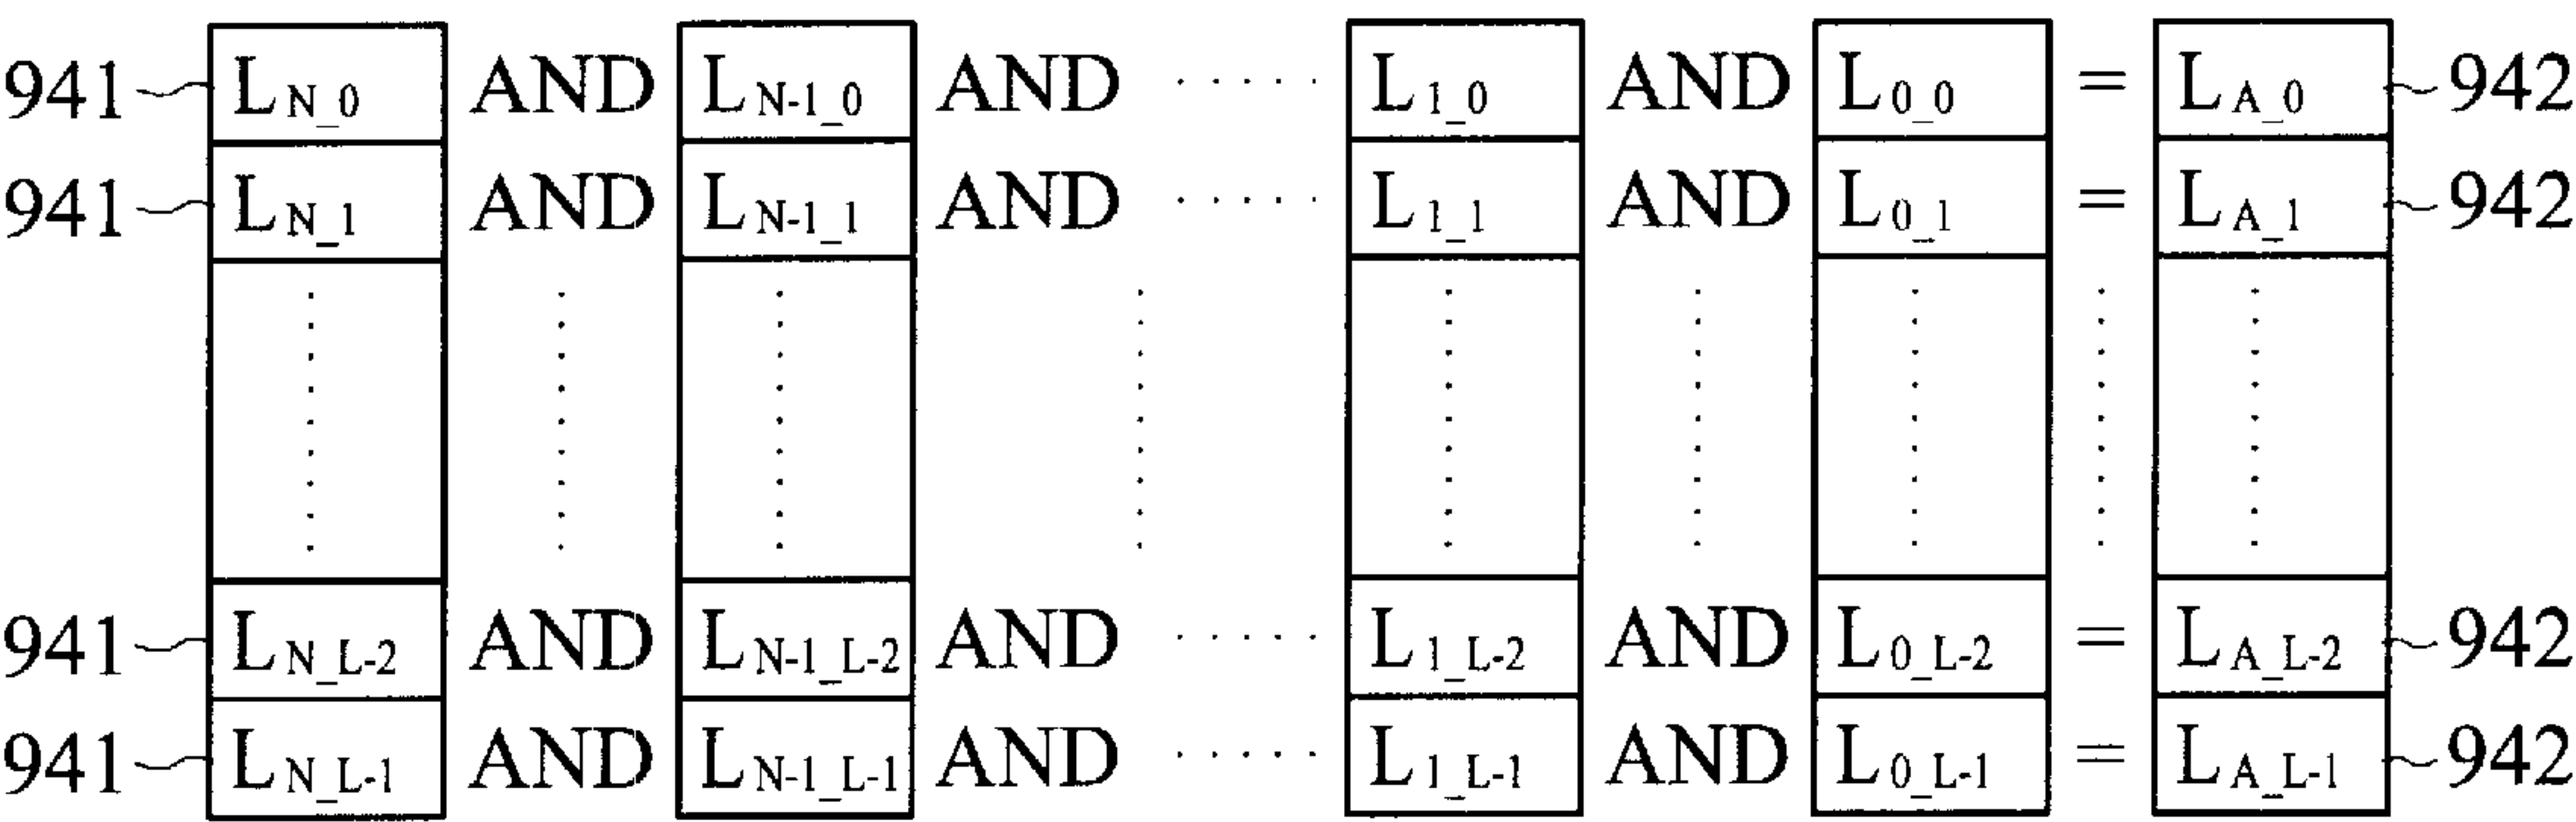 941 L N_0 AND L N-1_0 AND ..... L 1_0 AND L 0_0 = L A_0 942
941 L N_1 AND L N-1_1 AND ..... L 1_1 AND L 0_1 = L A_1 942
941 L N_L-2 AND L N-1_L-2 AND ..... L 1_L-2 AND L 0_L-2 = L A_L-2 942
941 L N_L-1 AND L N-1_L-1 AND ..... L 1_L-1 AND L 0_L-1 = L A_L-1 942